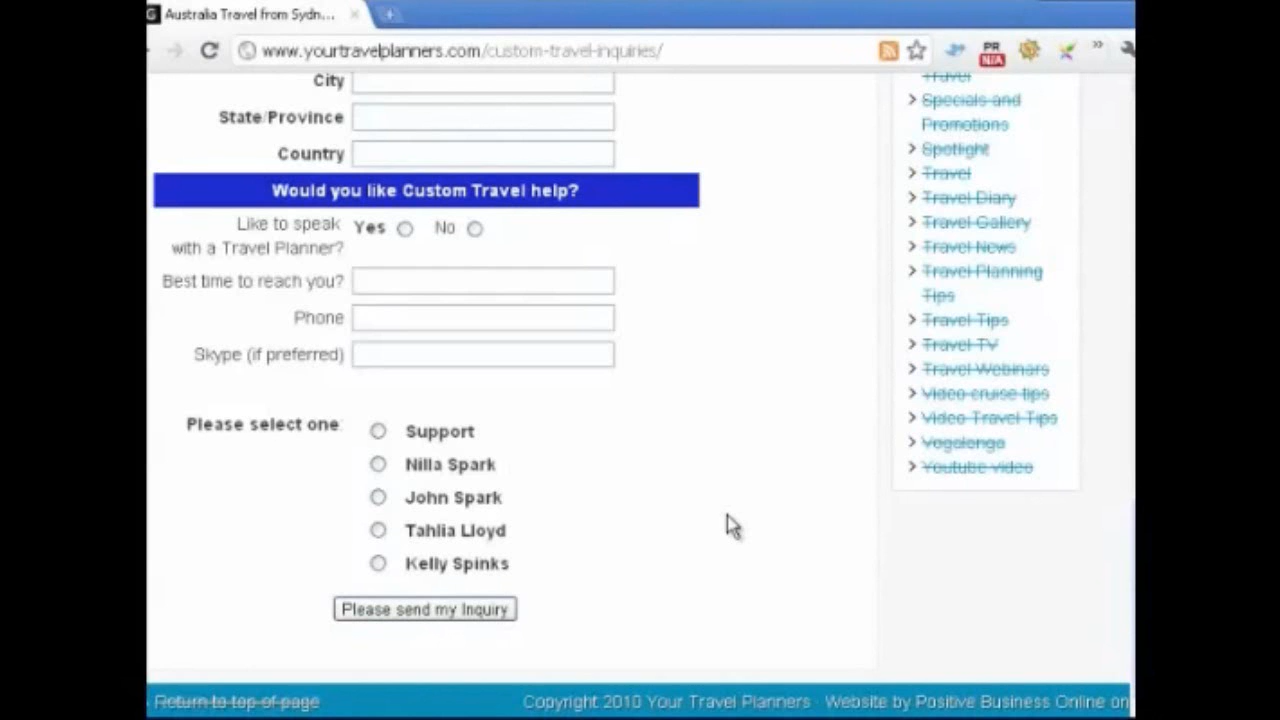 Australia Travel from Sydn...
www.yourtravelplanners.com/custom-travel-inquiries/
PR
N/A
City
State/Province
Country
Would you like Custom Travel help?
Like to speak
with a Travel Planner?
Yes
No
Best time to reach you?
Phone
Skype (if preferred)
Please select one:
Support
Nilla Spark
John Spark
Tahlia Lloyd
Kelly Spinks
Please send my Inquiry
Travel
Specials and
Promotions
Spotlight
Travel
Travel Diary
Travel Gallery
Travel News
Travel Planning
Tips
Travel Tips
Travel TV
Travel Webinars
Video cruise tips
Video Travel Tips
Vogalonga
Youtube video
Return to top of page
Copyright 2010 Your Travel Planners · Website by Positive Business Online on